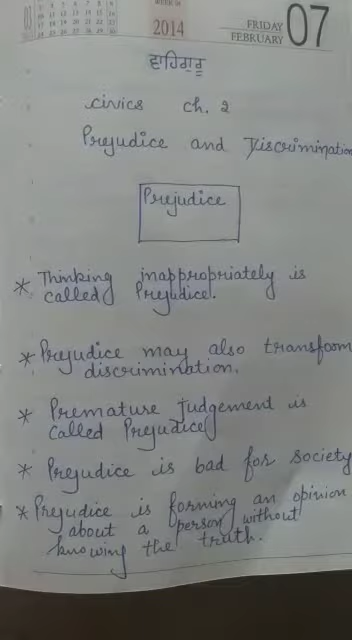 WEEK 06
2014
FRIDAY
FEBRUARY
07
ਵਾਹਿਗੁਰੂ
civics ch. 2
Prejudice and Discrimination
Prejudice
* Thinking inappropriately is
called Prejudice.
* Prejudice may also transform
discrimination.
* Premature judgement is
called Prejudice
* Prejudice is bad for society
* Prejudice is forming an opinion
about a person without
knowing the truth.